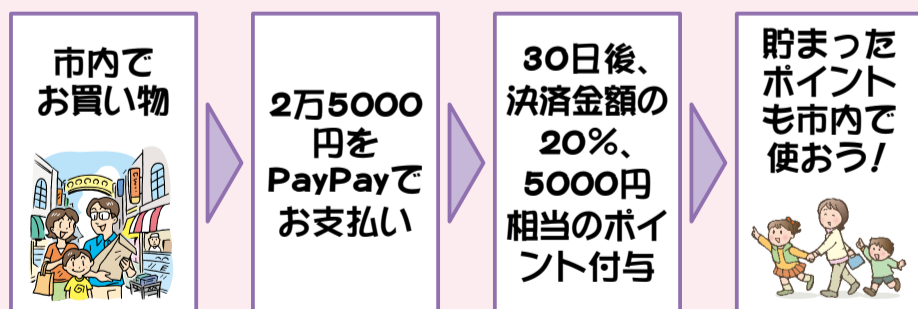 市内で
お買い物
2万5000
円を
PayPayで
お支払い
30日後、
決済金額の
20%、
5000円
相当のポイ
ント付与
貯まった
ポイント
も市内で
使おう!